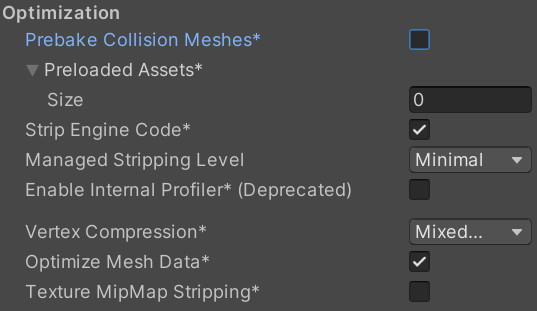 Optimization
Prebake Collision Meshes*
Preloaded Assets*
Size 0
Strip Engine Code*
Managed Stripping Level Minimal
Enable Internal Profiler* (Deprecated)
Vertex Compression* Mixed...
Optimize Mesh Data*
Texture MipMap Stripping*